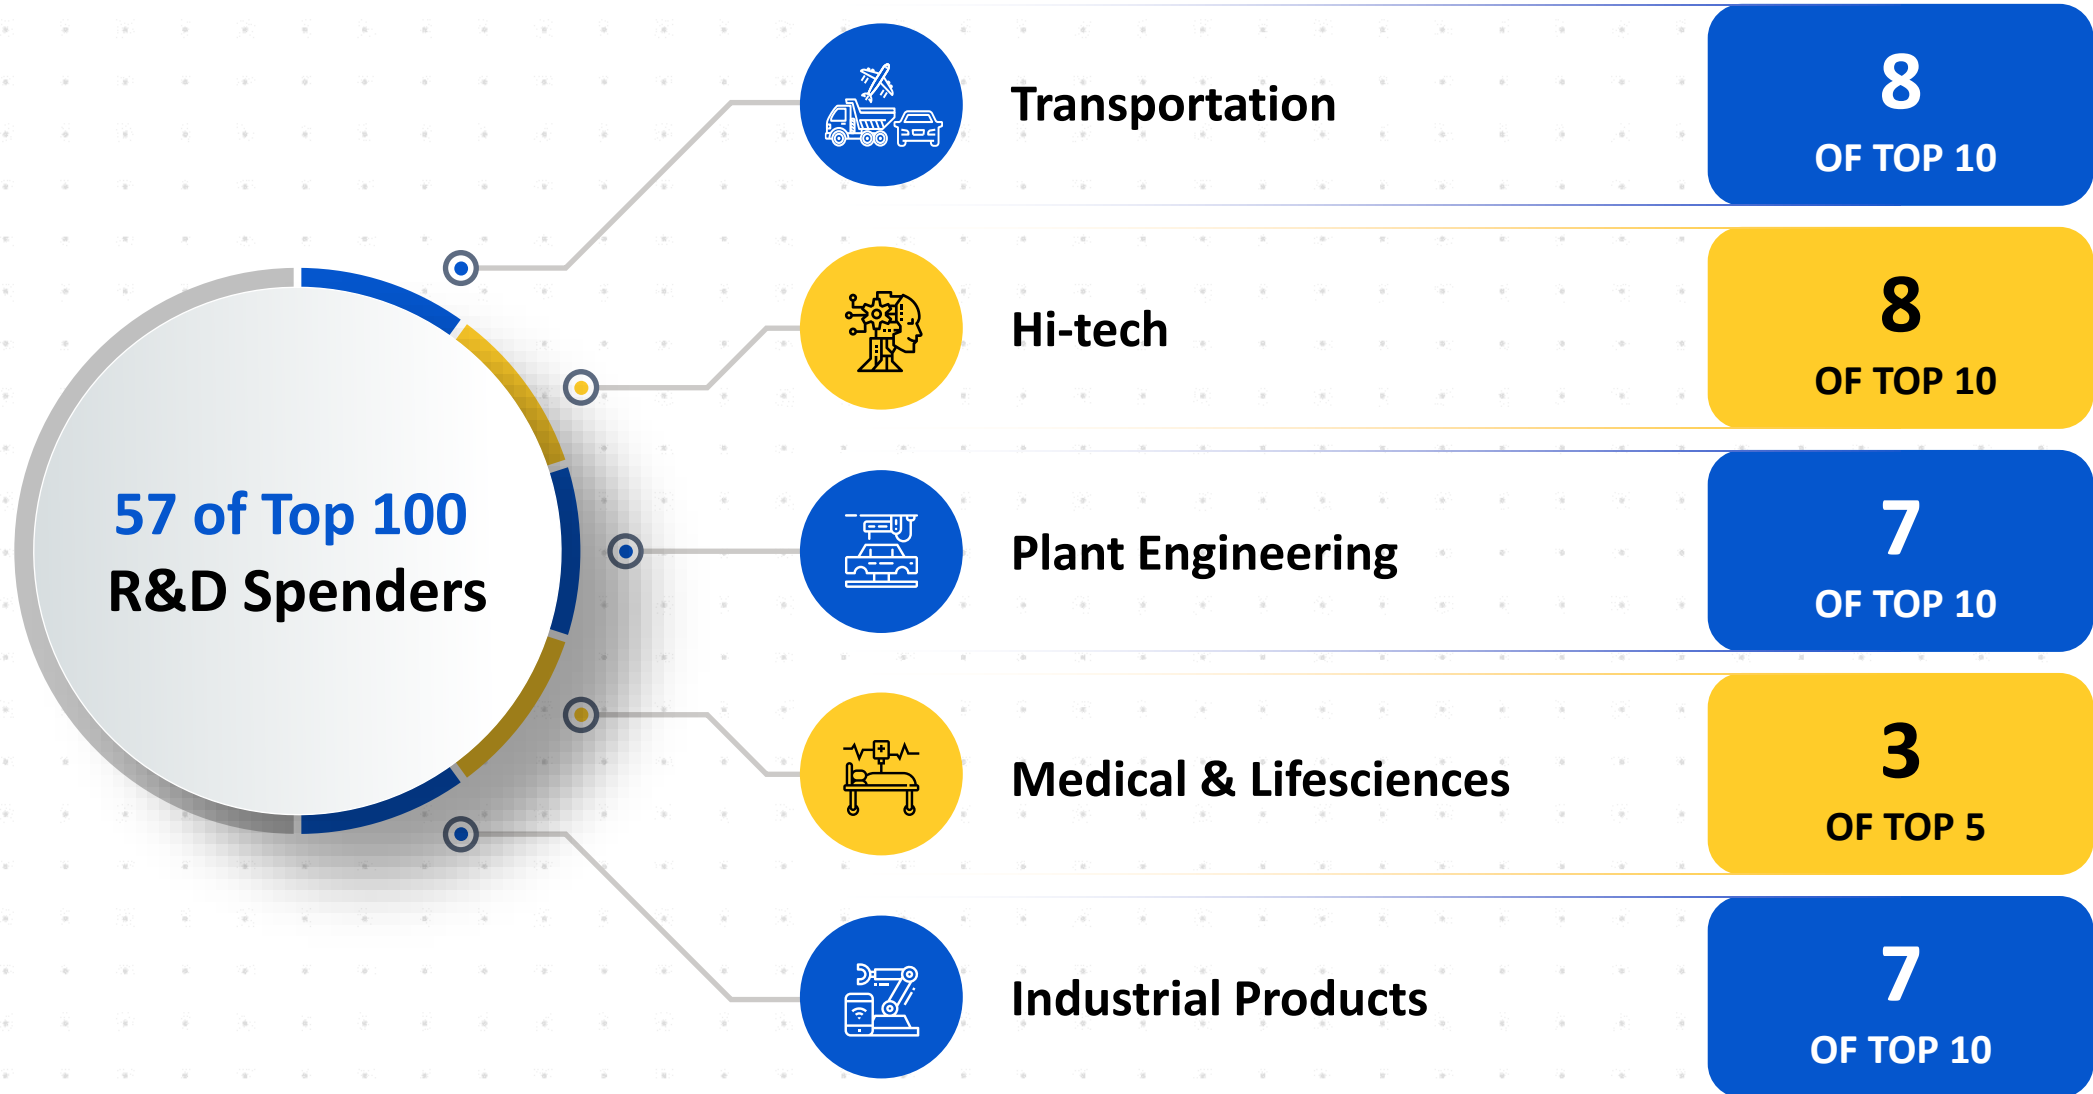 57 of Top 100
R&D Spenders
Transportation
8
OF TOP 10
Hi-tech
8
OF TOP 10
Plant Engineering
7
OF TOP 10
Medical & Lifesciences
3
OF TOP 5
Industrial Products
7
OF TOP 10